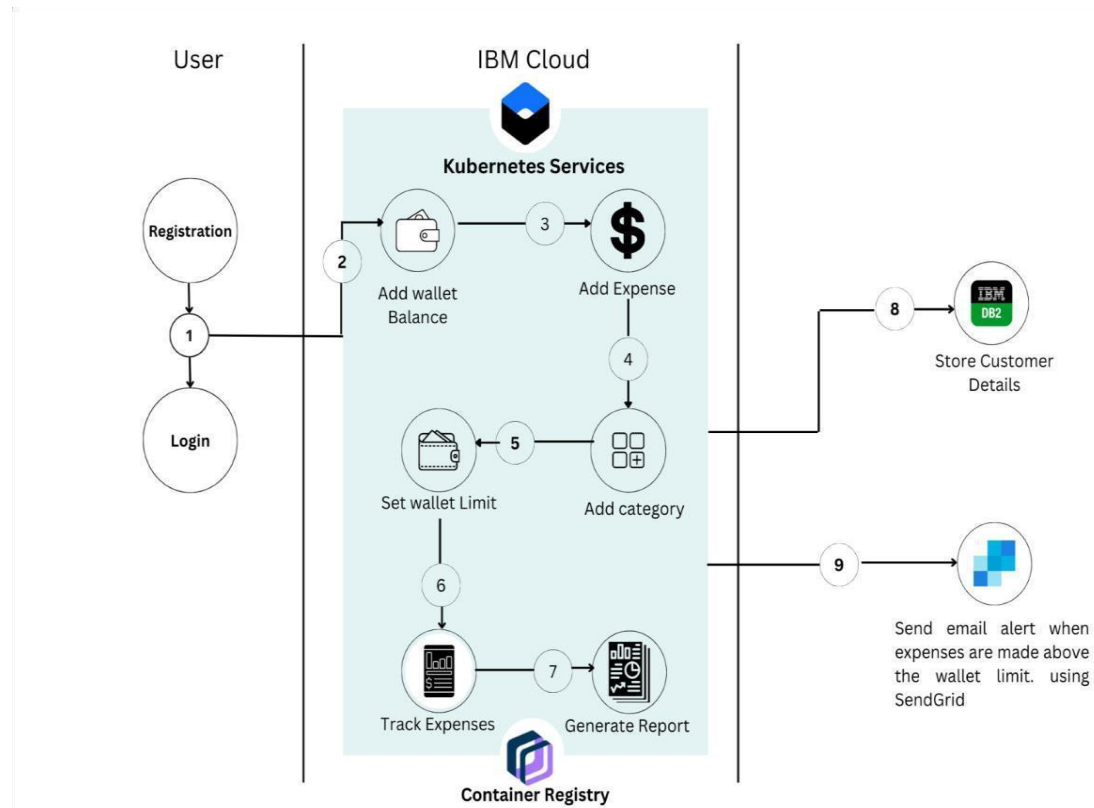 User
IBM Cloud
Kubernetes Services
Registration
1
Login
2
Add wallet
Balance
3
Add Expense
4
Add category
5
Set wallet Limit
6
Track Expenses
7
Generate Report
Container Registry
8
IBM
DB2
Store Customer
Details
9
Send email alert when
expenses are made above
the wallet limit. using
SendGrid